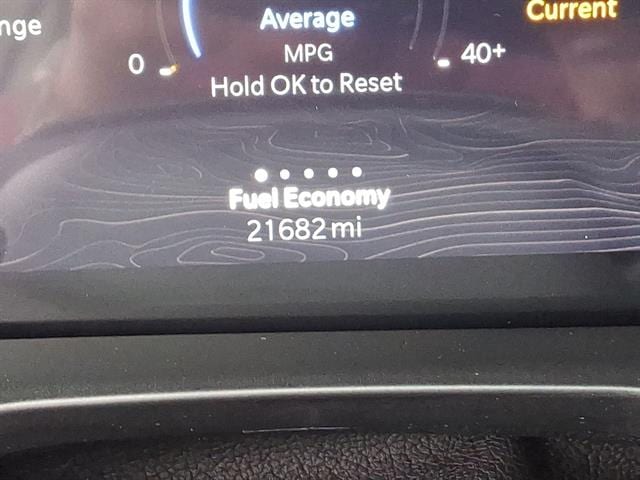 Average
Current
nge
MPG
0
40+
Hold OK to Reset
Fuel Economy
21682 mi